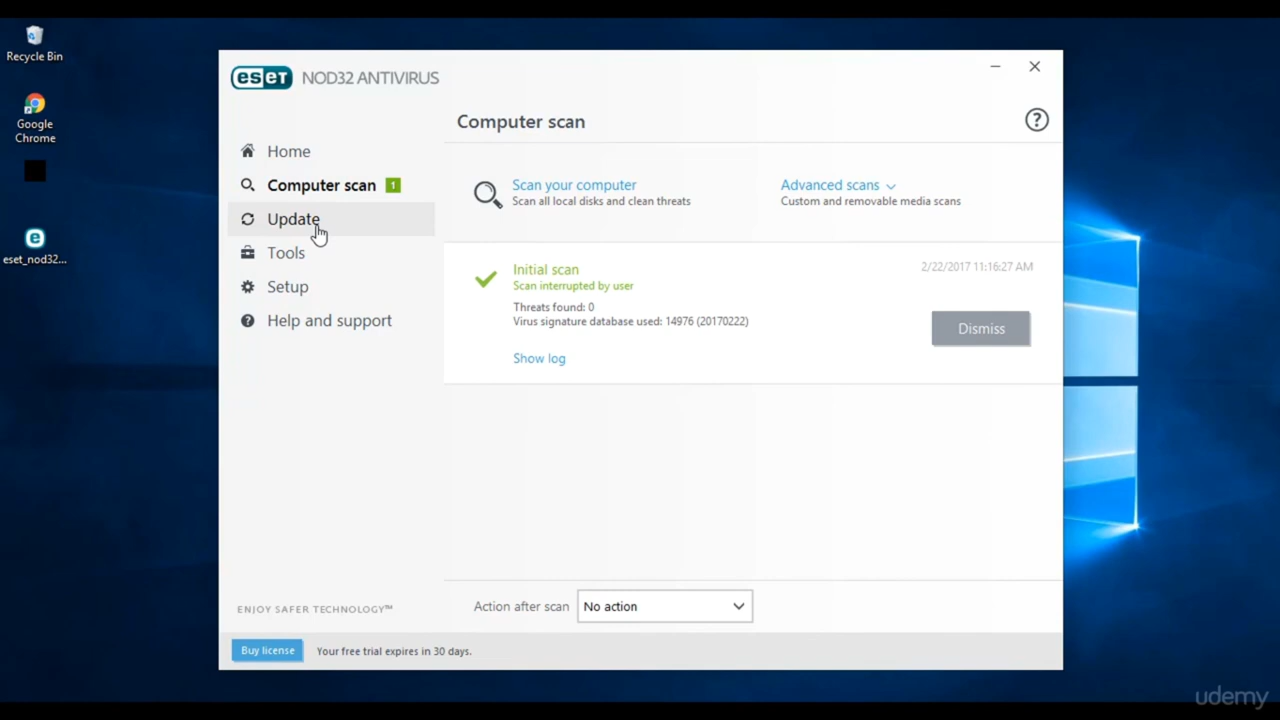 Recycle Bin
Google
Chrome
eset_nod32...
eset NOD32 ANTIVIRUS
Home
Computer scan 1
Update
Tools
Setup
Help and support
ENJOY SAFER TECHNOLOGY™
Computer scan
?
Scan your computer
Scan all local disks and clean threats
Advanced scans
Custom and removable media scans
Initial scan
2/22/2017 11:16:27 AM
Scan interrupted by user
Threats found: 0
Virus signature database used: 14976 (20170222)
Dismiss
Show log
Action after scan No action
Buy license Your free trial expires in 30 days.
udemy